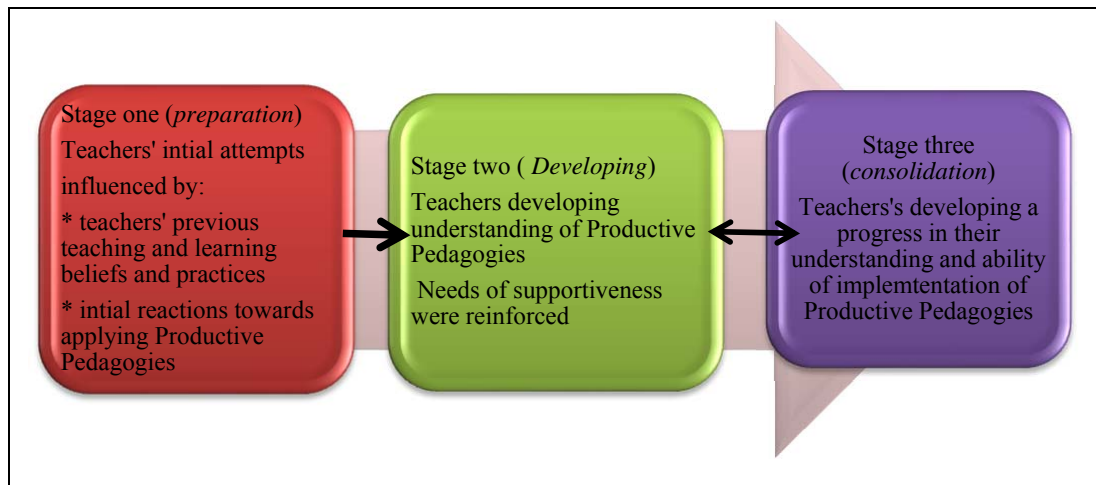 Stage one (preparation)
Teachers' intial attempts
influenced by:
* teachers' previous
teaching and learning
beliefs and practices
* intial reactions towards
applying Productive
Pedagogies
Stage two ( Developing)
Teachers developing
understanding of Productive
Pedagogies
Needs of supportiveness
were reinforced
Stage three
(consolidation)
Teachers's developing a
progress in their
understanding and ability
of implemtentation of
Productive Pedagogies